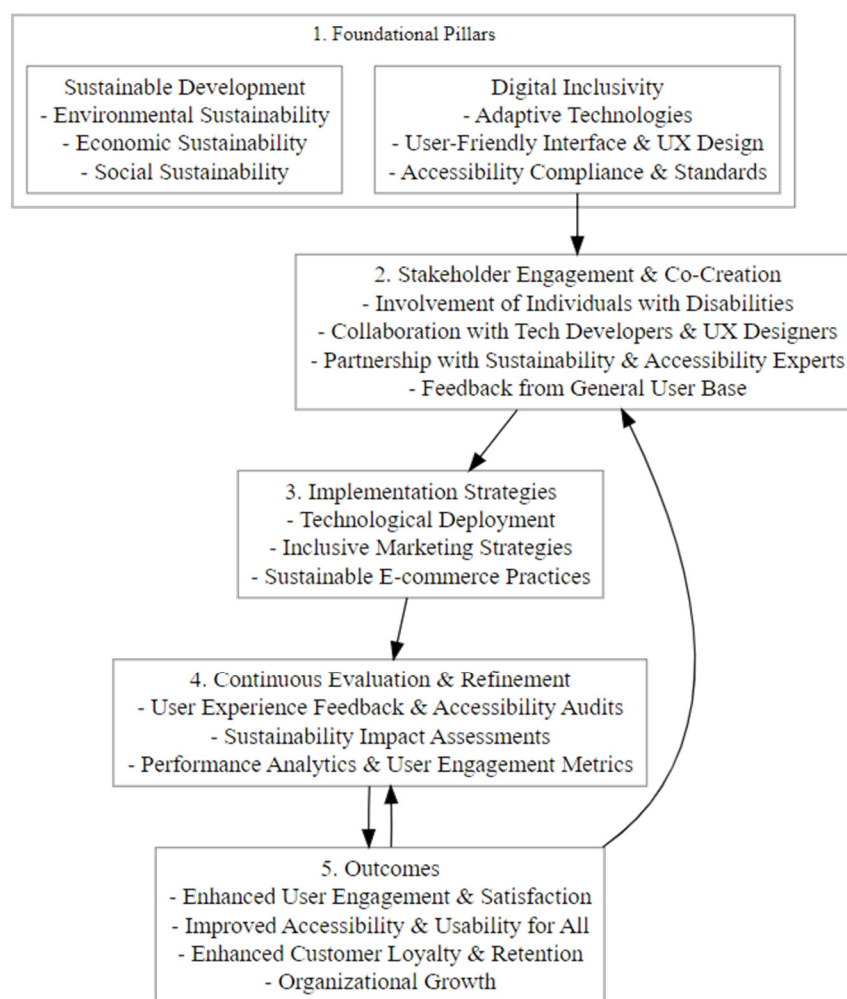 1. Foundational Pillars
Sustainable Development
- Environmental Sustainability
- Economic Sustainability
- Social Sustainability
Digital Inclusivity
- Adaptive Technologies
- User-Friendly Interface & UX Design
- Accessibility Compliance & Standards
2. Stakeholder Engagement & Co-Creation
- Involvement of Individuals with Disabilities
- Collaboration with Tech Developers & UX Designers
- Partnership with Sustainability & Accessibility Experts
- Feedback from General User Base
3. Implementation Strategies
- Technological Deployment
- Inclusive Marketing Strategies
- Sustainable E-commerce Practices
4. Continuous Evaluation & Refinement
- User Experience Feedback & Accessibility Audits
- Sustainability Impact Assessments
- Performance Analytics & User Engagement Metrics
5. Outcomes
- Enhanced User Engagement & Satisfaction
- Improved Accessibility & Usability for All
- Enhanced Customer Loyalty & Retention
- Organizational Growth